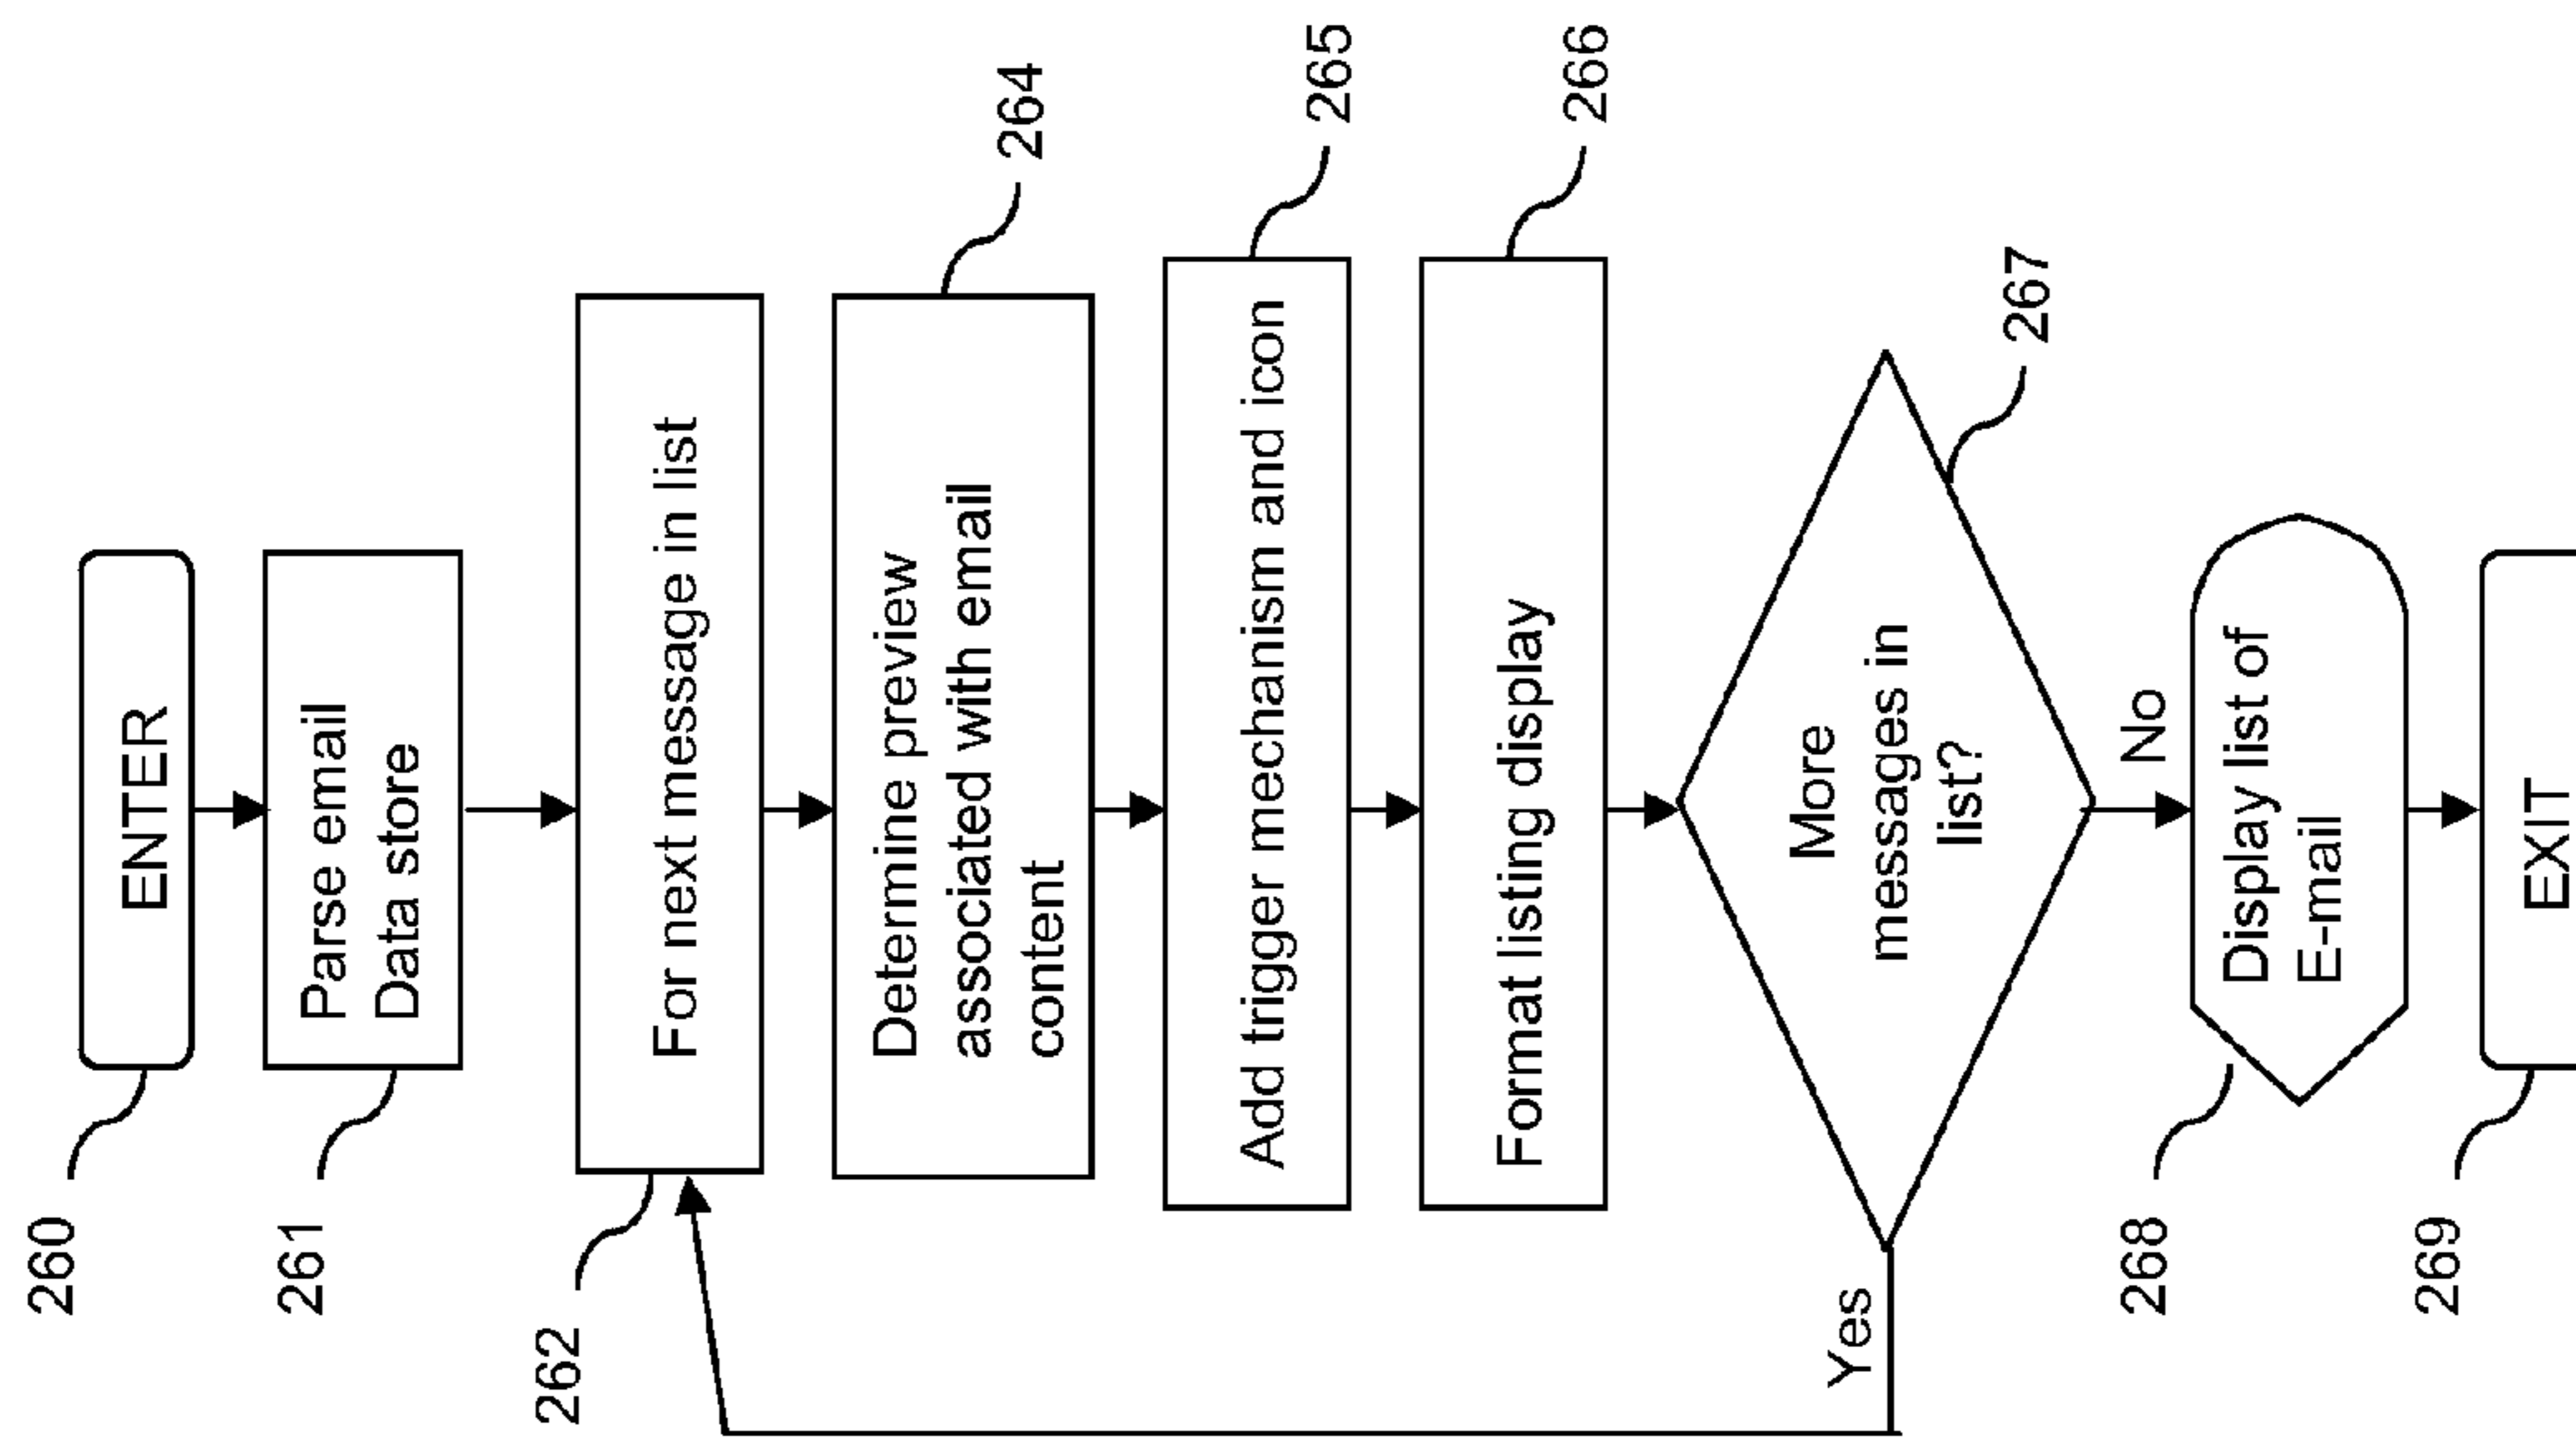 260
ENTER
261
Parse email
Data store
262
For next message in list
264
Determine preview
associated with email
content
265
Add trigger mechanism and icon
266
Format listing display
267
More
messages in
list?
Yes
No
268
Display list of
E-mail
269
EXIT